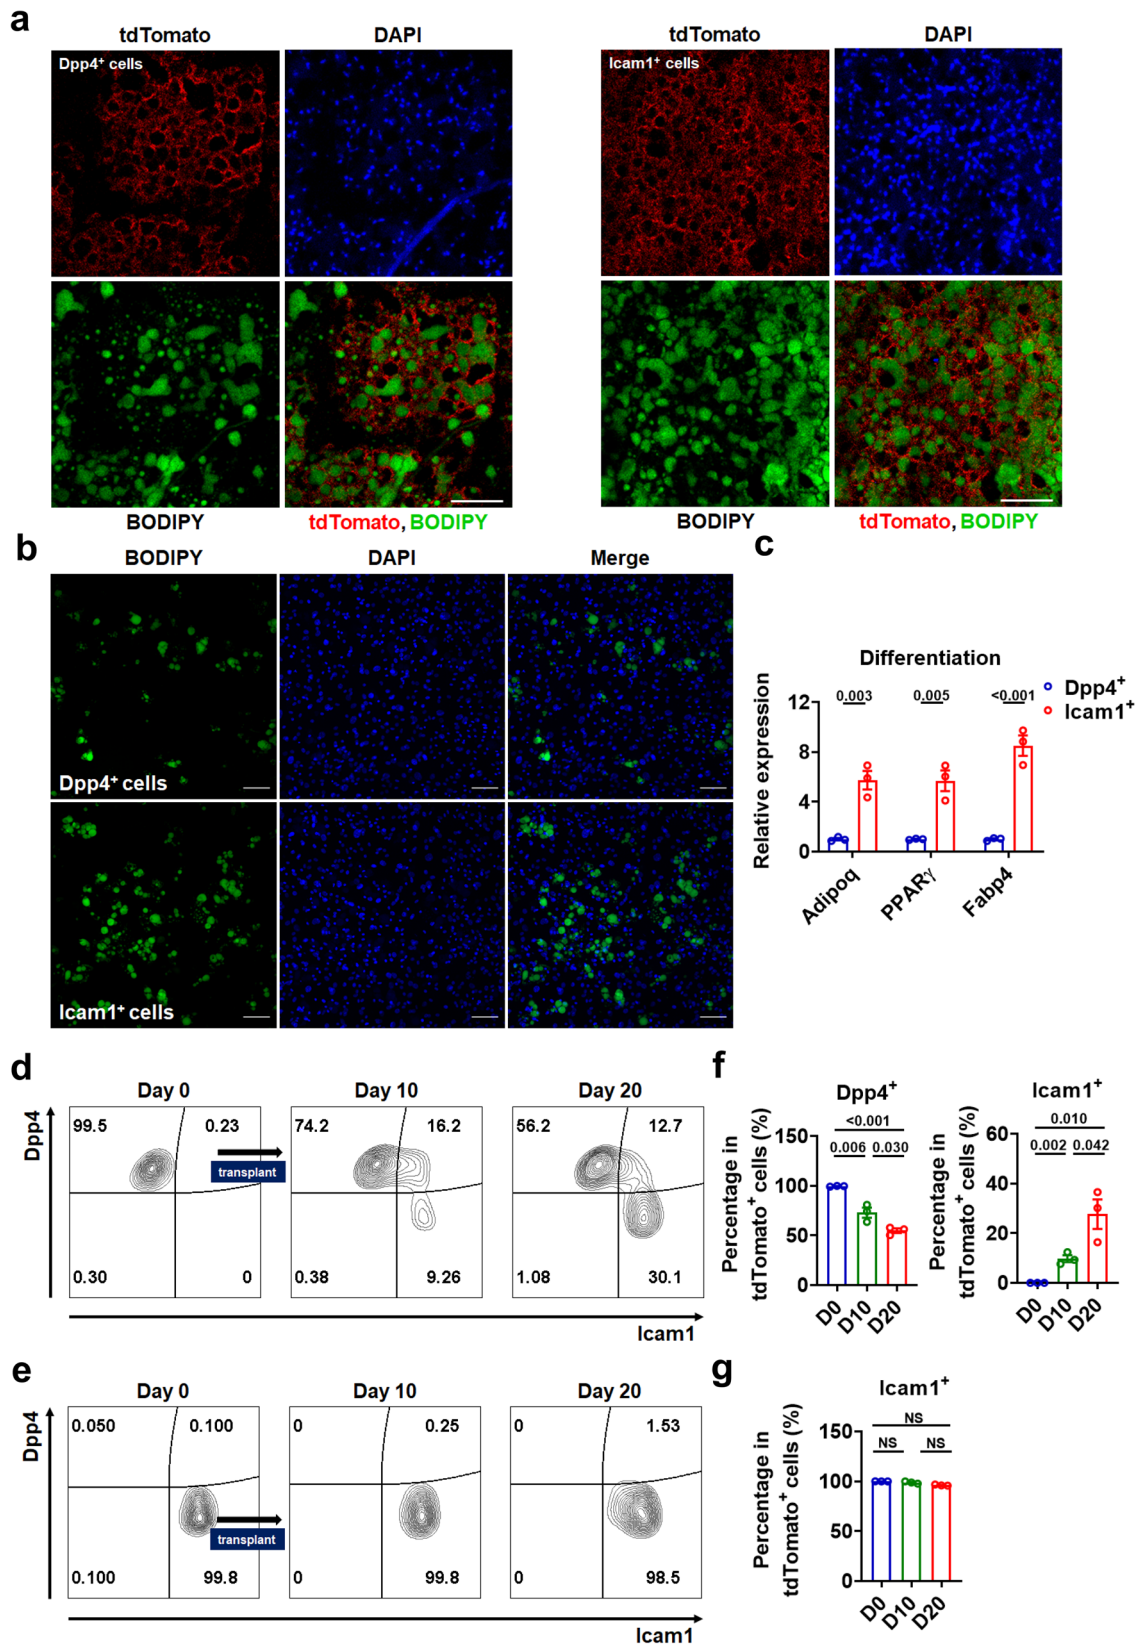 a
tdTomato DAPI
Dpp4+ cells
BODIPY tdTomato, BODIPY
tdTomato DAPI
Icam1+ cells
BODIPY tdTomato, BODIPY
b
BODIPY DAPI Merge
Dpp4+ cells
Icam1+ cells
c
Differentiation
Dpp4+
Icam1+
0.003 0.005 <0.001
Relative expression
12
8
4
0
Adipoq PPARγ Fabp4
d
Day 0 Day 10 Day 20
Dpp4
99.5 0.23 74.2 16.2 56.2 12.7
transplant
0.30 0 0.38 9.26 1.08 30.1
Icam1
e
Day 0 Day 10 Day 20
Dpp4
0.050 0.100 0 0.25 0 1.53
transplant
0.100 99.8 0 99.8 0 98.5
Icam1
f
Dpp4+
<0.001
0.006 0.030
Percentage in
tdTomato+ cells (%)
150
100
50
0
D0 D10 D20
Icam1+
0.010
0.002 0.042
Percentage in
tdTomato+ cells (%)
60
40
20
0
D0 D10 D20
g
Icam1+
NS
NS NS
Percentage in
tdTomato+ cells (%)
150
100
50
0
D0 D10 D20